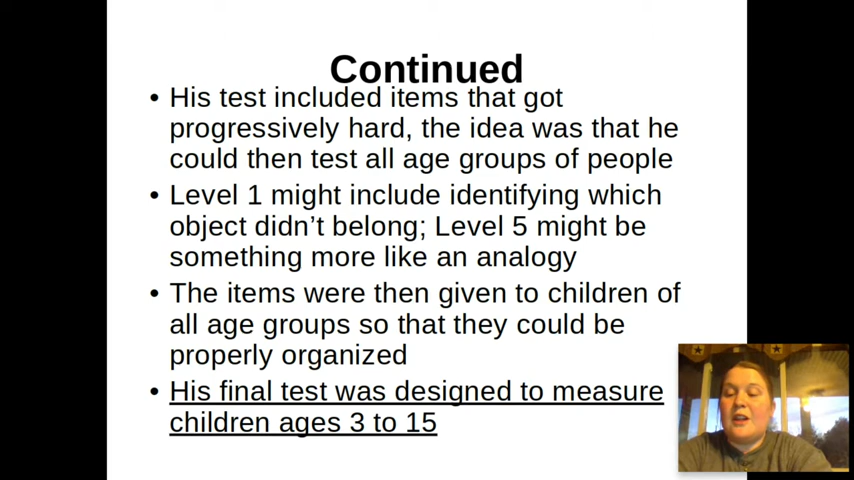 Continued
• His test included items that got
progressively hard, the idea was that he
could then test all age groups of people
• Level 1 might include identifying which
object didn't belong; Level 5 might be
something more like an analogy
• The items were then given to children of
all age groups so that they could be
properly organized
• His final test was designed to measure
children ages 3 to 15